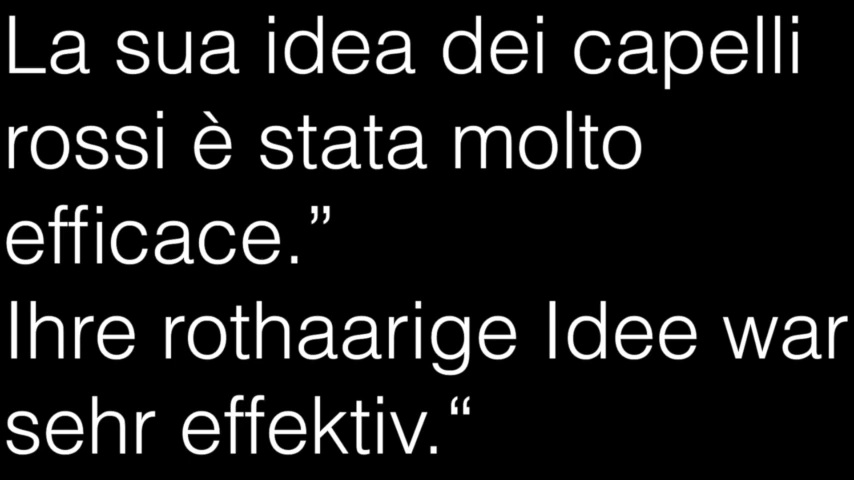 La sua idea dei capelli
rossi è stata molto
efficace.”
Ihre rothaarige Idee war
sehr effektiv.“